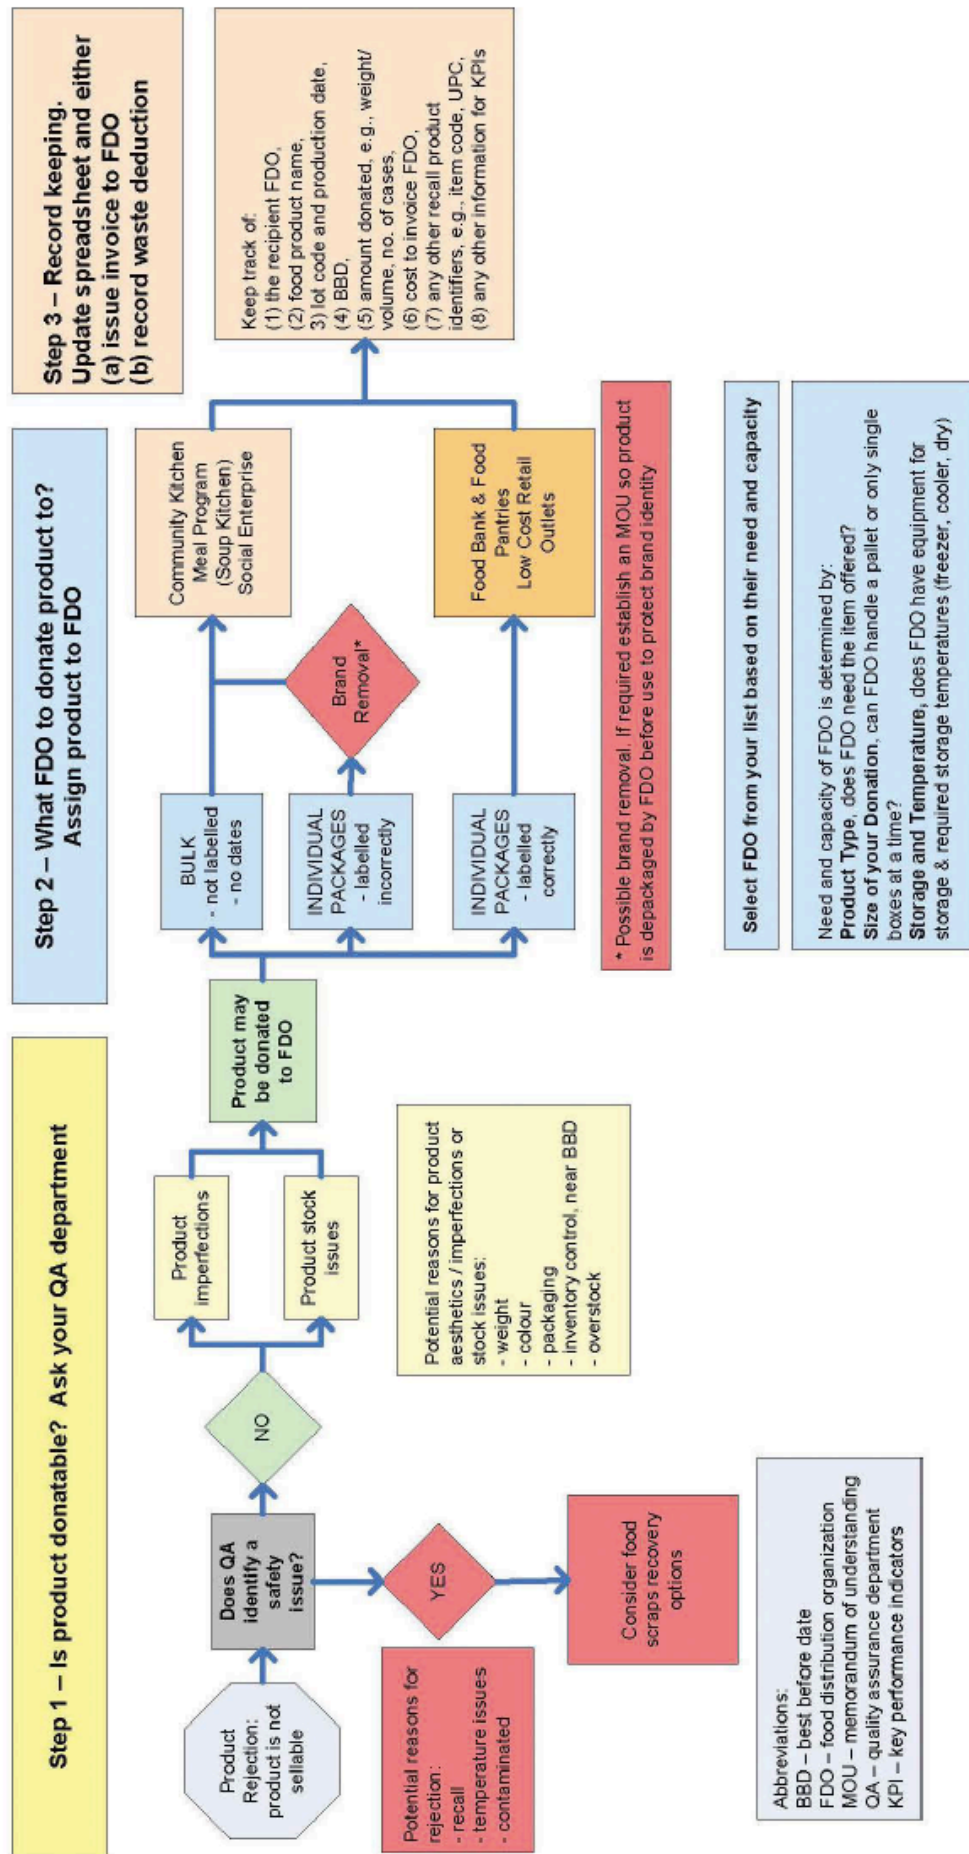 Step 1 – Is product donatable?  Ask your QA department
Product
Rejection:
product is not
sellable
Does QA
identify a
safety
issue?
NO
YES
Potential reasons for
rejection:
- recall
- temperature issues
- contaminated
Consider food
scraps recovery
options
Product
imperfections
Product stock
issues
Potential reasons for product
aesthetics / imperfections or
stock issues:
- weight
- colour
- packaging
- inventory control, near BBD
- overstock
Product may
be donated
to FDO
Abbreviations:
BBD – best before date
FDO – food distribution organization
MOU – memorandum of understanding
QA – quality assurance department
KPI – key performance indicators
Step 2 – What FDO to donate product to?
Assign product to FDO
BULK
- not labelled
- no dates
INDIVIDUAL
PACKAGES
- labelled
incorrectly
INDIVIDUAL
PACKAGES
- labelled
correctly
Brand
Removal*
Community Kitchen
Meal Program
(Soup Kitchen)
Social Enterprise
Food Bank & Food
Pantries
Low Cost Retail
Outlets
* Possible brand removal. If required establish an MOU so product
is depackaged by FDO before use to protect brand identity
Select FDO from your list based on their need and capacity
Need and capacity of FDO is determined by:
Product Type, does FDO need the item offered?
Size of your Donation, can FDO handle a pallet or only single
boxes at a time?
Storage and Temperature, does FDO have equipment for
storage & required storage temperatures (freezer, cooler, dry)
Step 3 – Record keeping.
Update spreadsheet and either
(a) issue invoice to FDO
(b) record waste deduction
Keep track of:
(1) the recipient FDO,
(2) food product name,
3) lot code and production date,
(4) BBD,
(5) amount donated, e.g., weight/
volume, no. of cases,
(6) cost to invoice FDO,
(7) any other recall product
identifiers, e.g., item code, UPC,
(8) any other information for KPIs